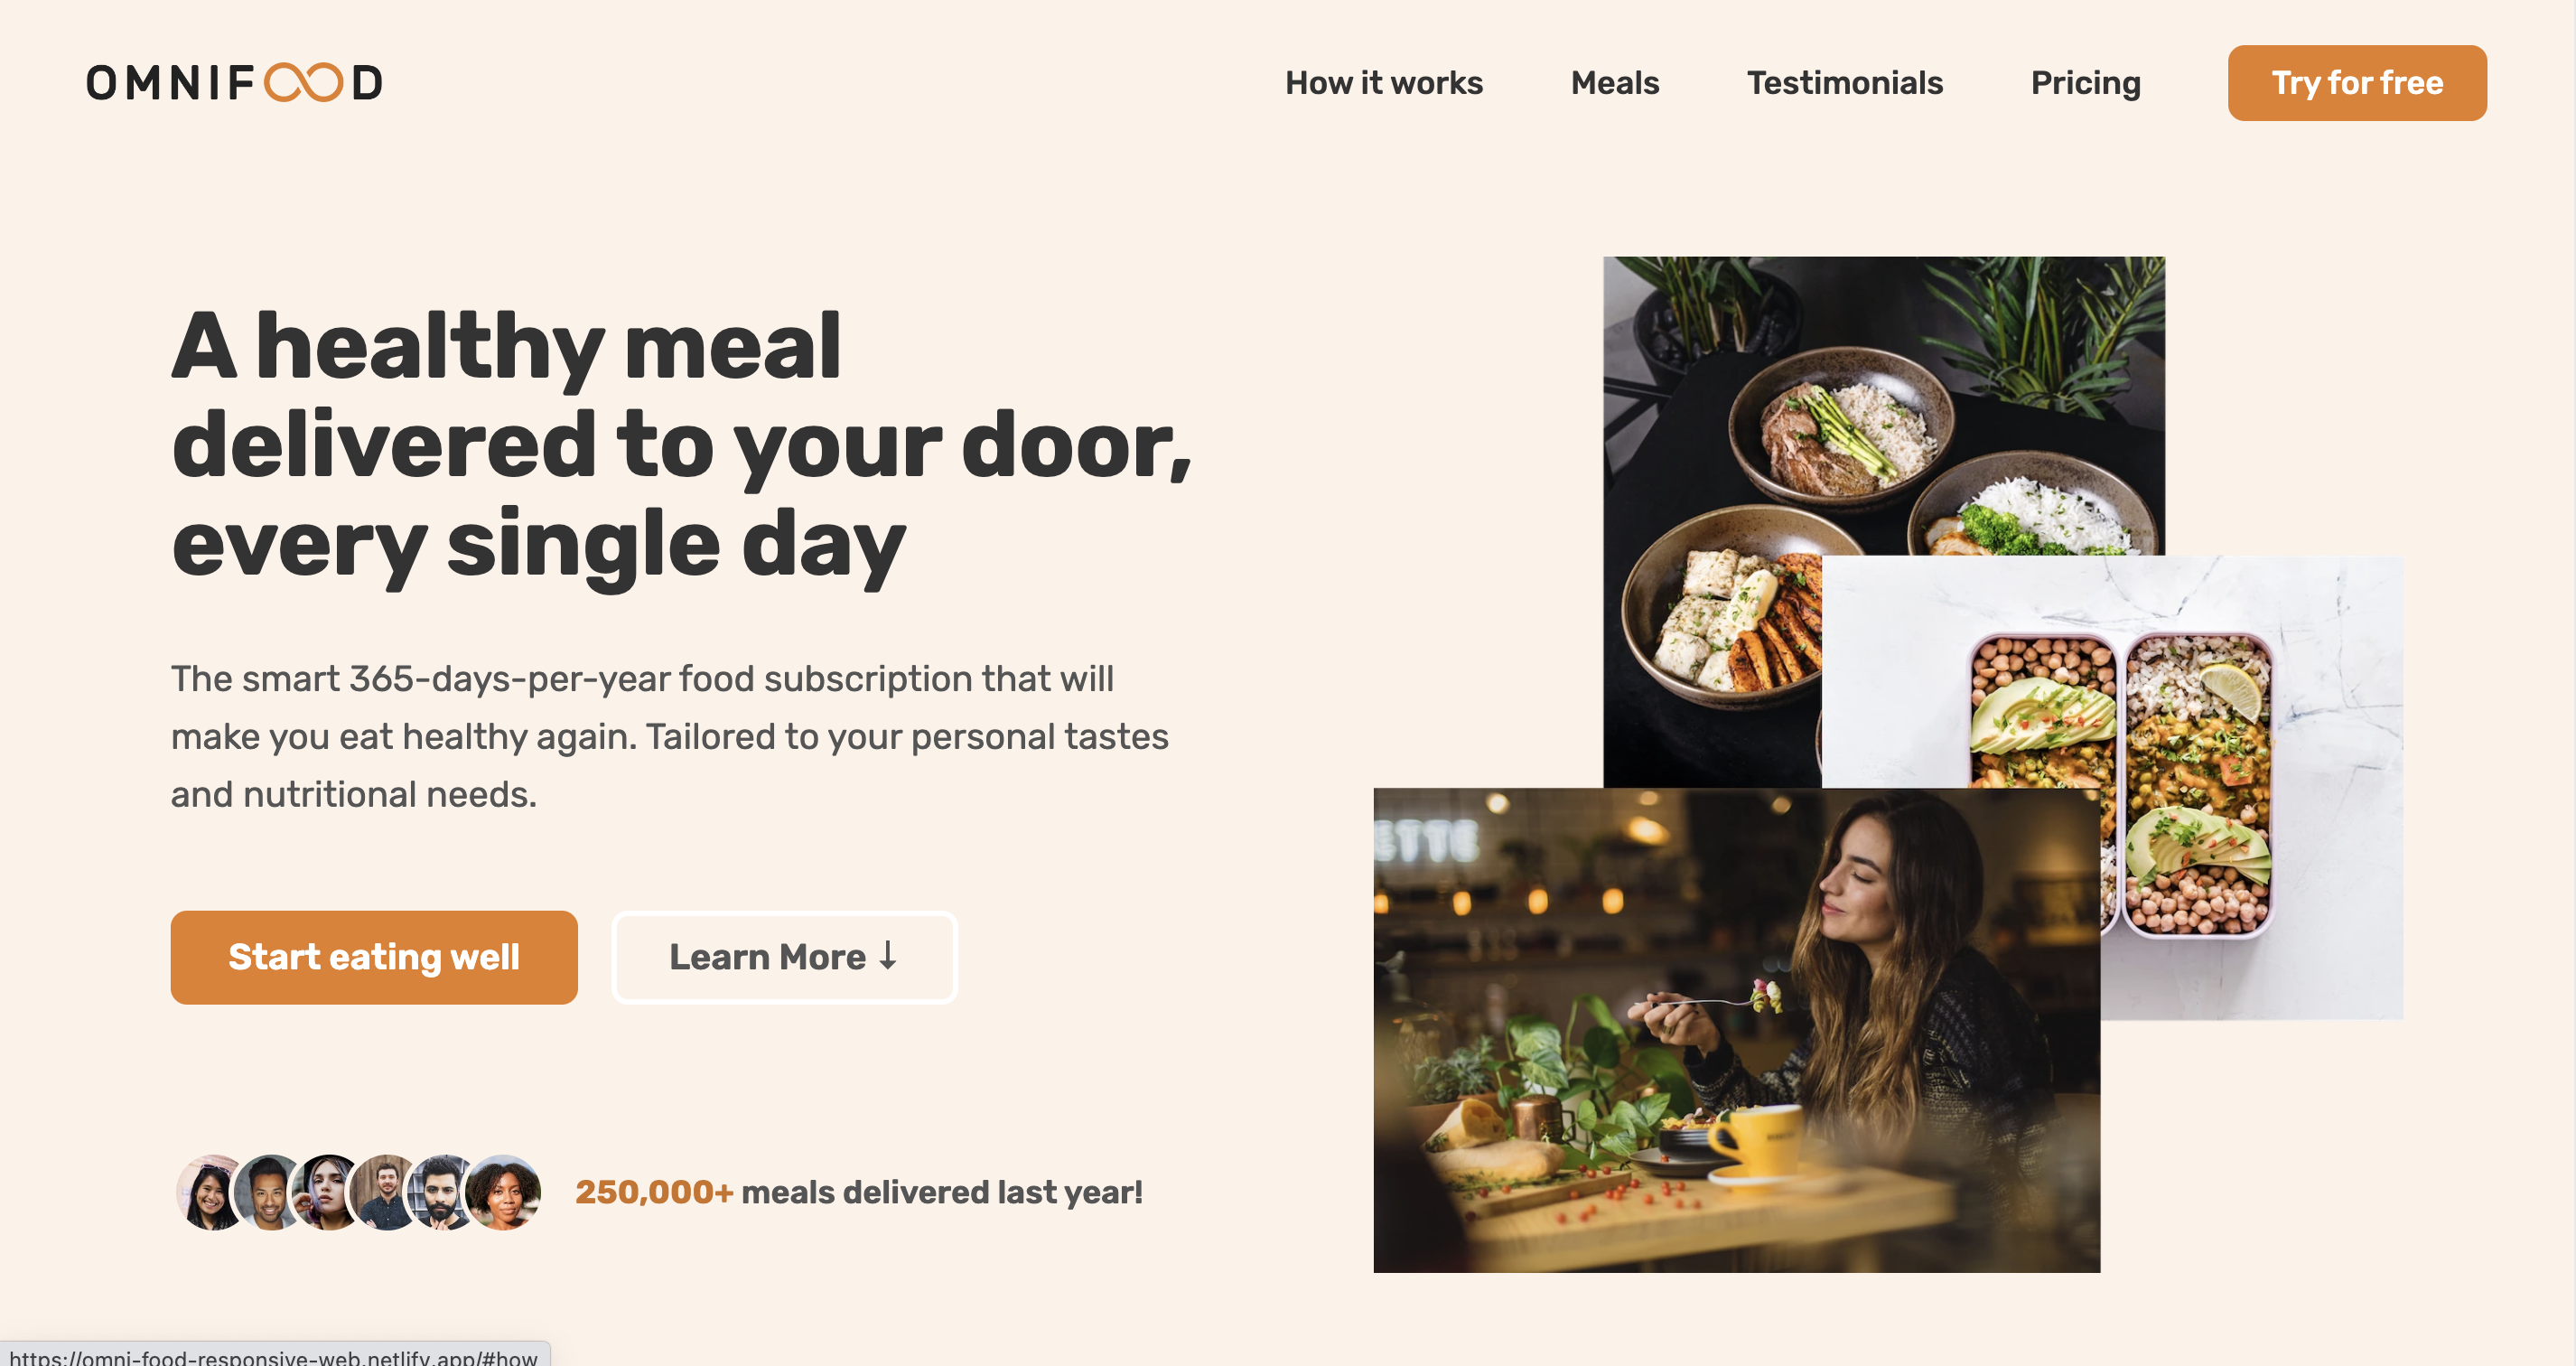 OMNIFOOD
How it works
Meals
Testimonials
Pricing
Try for free
A healthy meal
delivered to your door,
every single day
The smart 365-days-per-year food subscription that will
make you eat healthy again. Tailored to your personal tastes
and nutritional needs.
Start eating well
Learn More ↓
ETTE
250,000+ meals delivered last year!
https://omni-food-responsive-web.netlify.app/#how